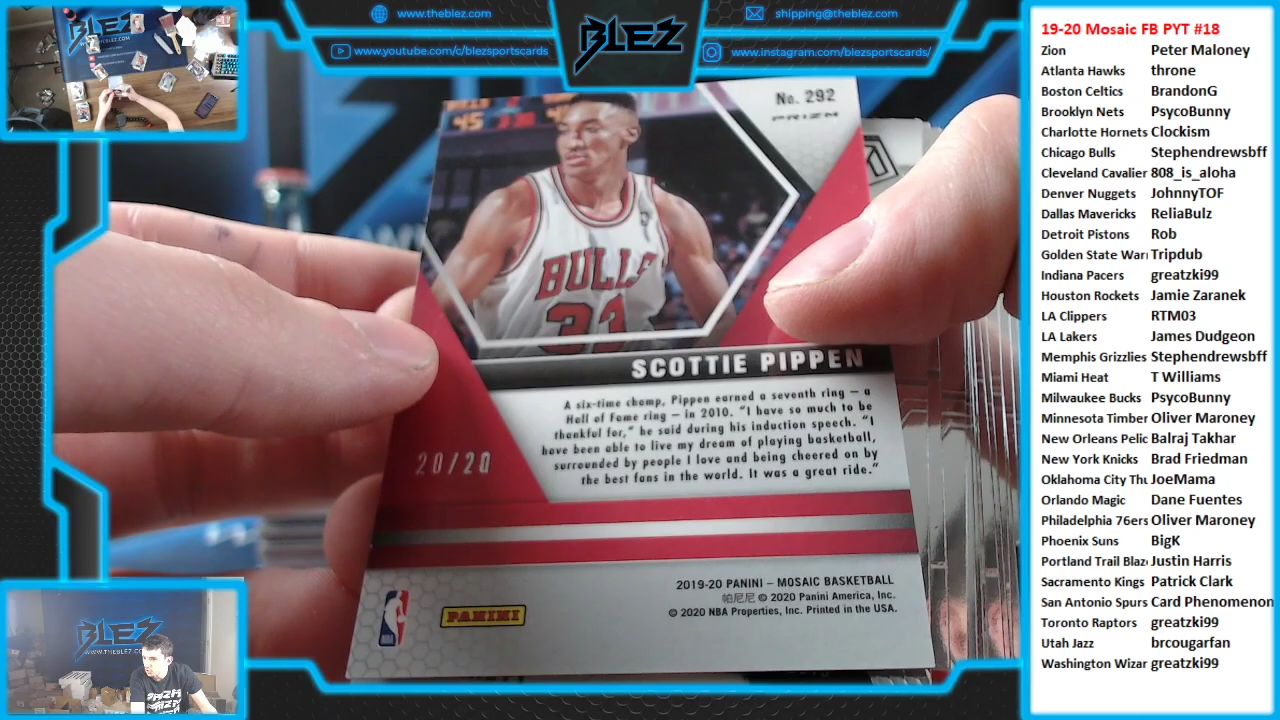 www.theblez.com
shipping@theblez.com
www.youtube.com/c/blezsportscards
www.instagram.com/blezsportscards/
BLEZ
No. 292
PRIZM
45
BULLS
33
SCOTTIE PIPPEN
A six-time champ, Pippen earned a seventh ring — a
Hall of Fame ring — in 2010. "I have so much to be
thankful for," he said during his induction speech. "I
have been able to live my dream of playing basketball,
surrounded by people I love and being cheered on by
the best fans in the world. It was a great ride."
20/20
2019-20 PANINI – MOSAIC BASKETBALL
帕尼尼 © 2020 Panini America, Inc.
© 2020 NBA Properties, Inc. Printed in the USA.
NBA
PANINI
BLEZ
WWW.THEBLEZ.COM
19-20 Mosaic FB PYT #18
Zion Peter Maloney
Atlanta Hawks throne
Boston Celtics BrandonG
Brooklyn Nets PsycoBunny
Charlotte Hornets Clockism
Chicago Bulls Stephendrewsbff
Cleveland Cavalier 808_is_aloha
Denver Nuggets JohnnyTOF
Dallas Mavericks ReliaBulz
Detroit Pistons Rob
Golden State War Tripdub
Indiana Pacers greatzki99
Houston Rockets Jamie Zaranek
LA Clippers RTM03
LA Lakers James Dudgeon
Memphis Grizzlies Stephendrewsbff
Miami Heat T Williams
Milwaukee Bucks PsycoBunny
Minnesota Timber Oliver Maroney
New Orleans Pelic Balraj Takhar
New York Knicks Brad Friedman
Oklahoma City Thu JoeMama
Orlando Magic Dane Fuentes
Philadelphia 76ers Oliver Maroney
Phoenix Suns BigK
Portland Trail Blaz Justin Harris
Sacramento Kings Patrick Clark
San Antonio Spurs Card Phenomenon
Toronto Raptors greatzki99
Utah Jazz brcougarfan
Washington Wizar greatzki99